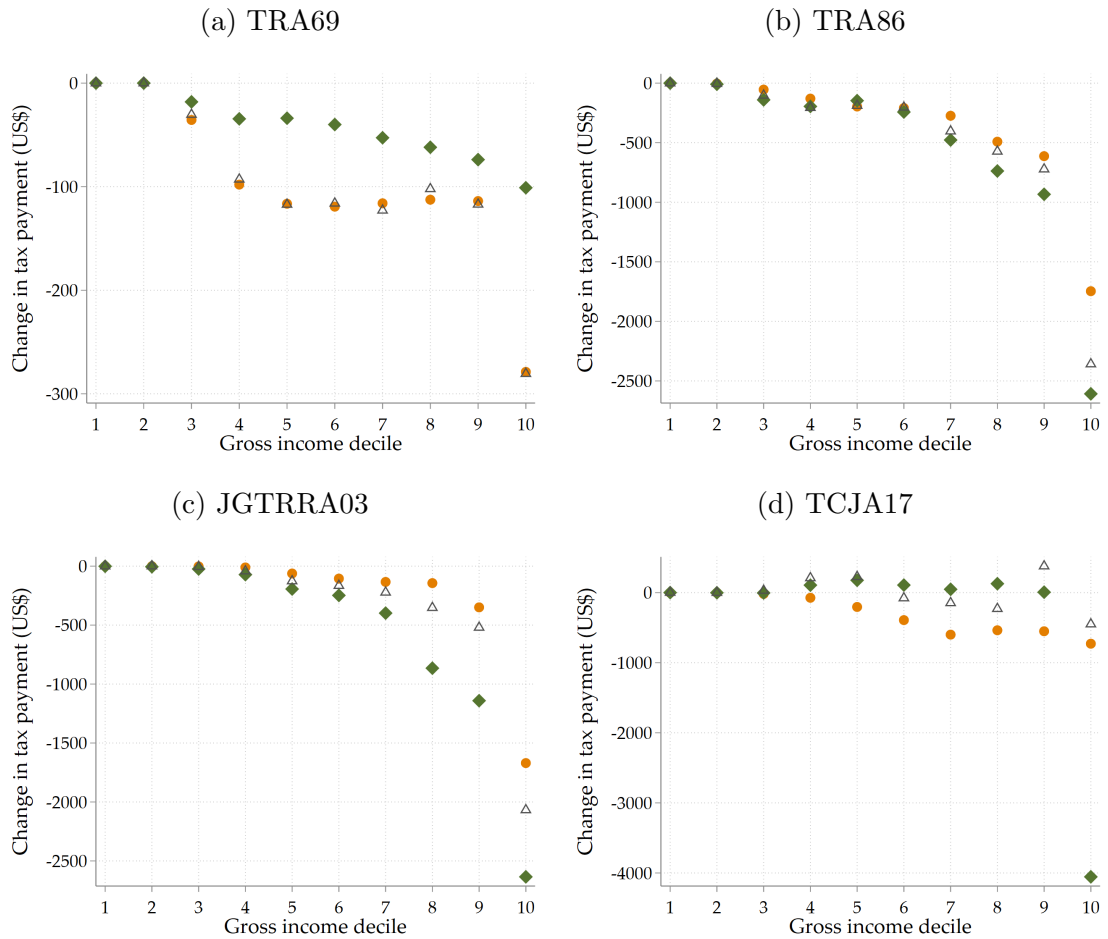 (a) TRA69
0
-100
-200
-300
Change in tax payment (US$)
1 2 3 4 5 6 7 8 9 10
Gross income decile
(b) TRA86
0
-500
-1000
-1500
-2000
-2500
Change in tax payment (US$)
1 2 3 4 5 6 7 8 9 10
Gross income decile
(c) JGTRRA03
0
-500
-1000
-1500
-2000
-2500
Change in tax payment (US$)
1 2 3 4 5 6 7 8 9 10
Gross income decile
(d) TCJA17
0
-1000
-2000
-3000
-4000
Change in tax payment (US$)
1 2 3 4 5 6 7 8 9 10
Gross income decile